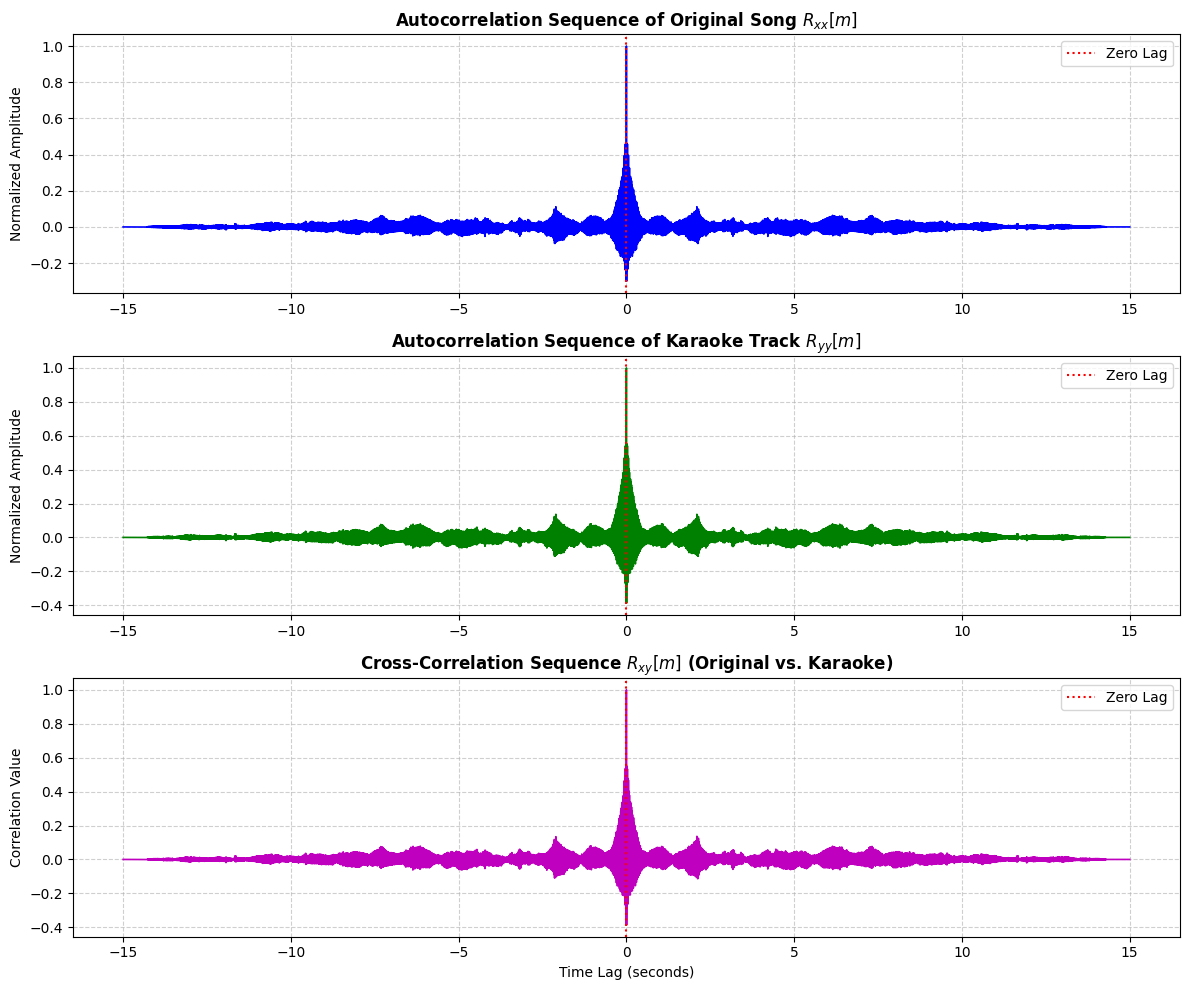 Autocorrelation Sequence of Original Song $R_{xx}[m]$
Normalized Amplitude
1.0
0.8
0.6
0.4
0.2
0.0
−0.2
Zero Lag
−15 −10 −5 0 5 10 15
Autocorrelation Sequence of Karaoke Track $R_{yy}[m]$
Normalized Amplitude
1.0
0.8
0.6
0.4
0.2
0.0
−0.2
−0.4
Zero Lag
−15 −10 −5 0 5 10 15
Cross-Correlation Sequence $R_{xy}[m]$ (Original vs. Karaoke)
Correlation Value
1.0
0.8
0.6
0.4
0.2
0.0
−0.2
−0.4
Zero Lag
−15 −10 −5 0 5 10 15
Time Lag (seconds)